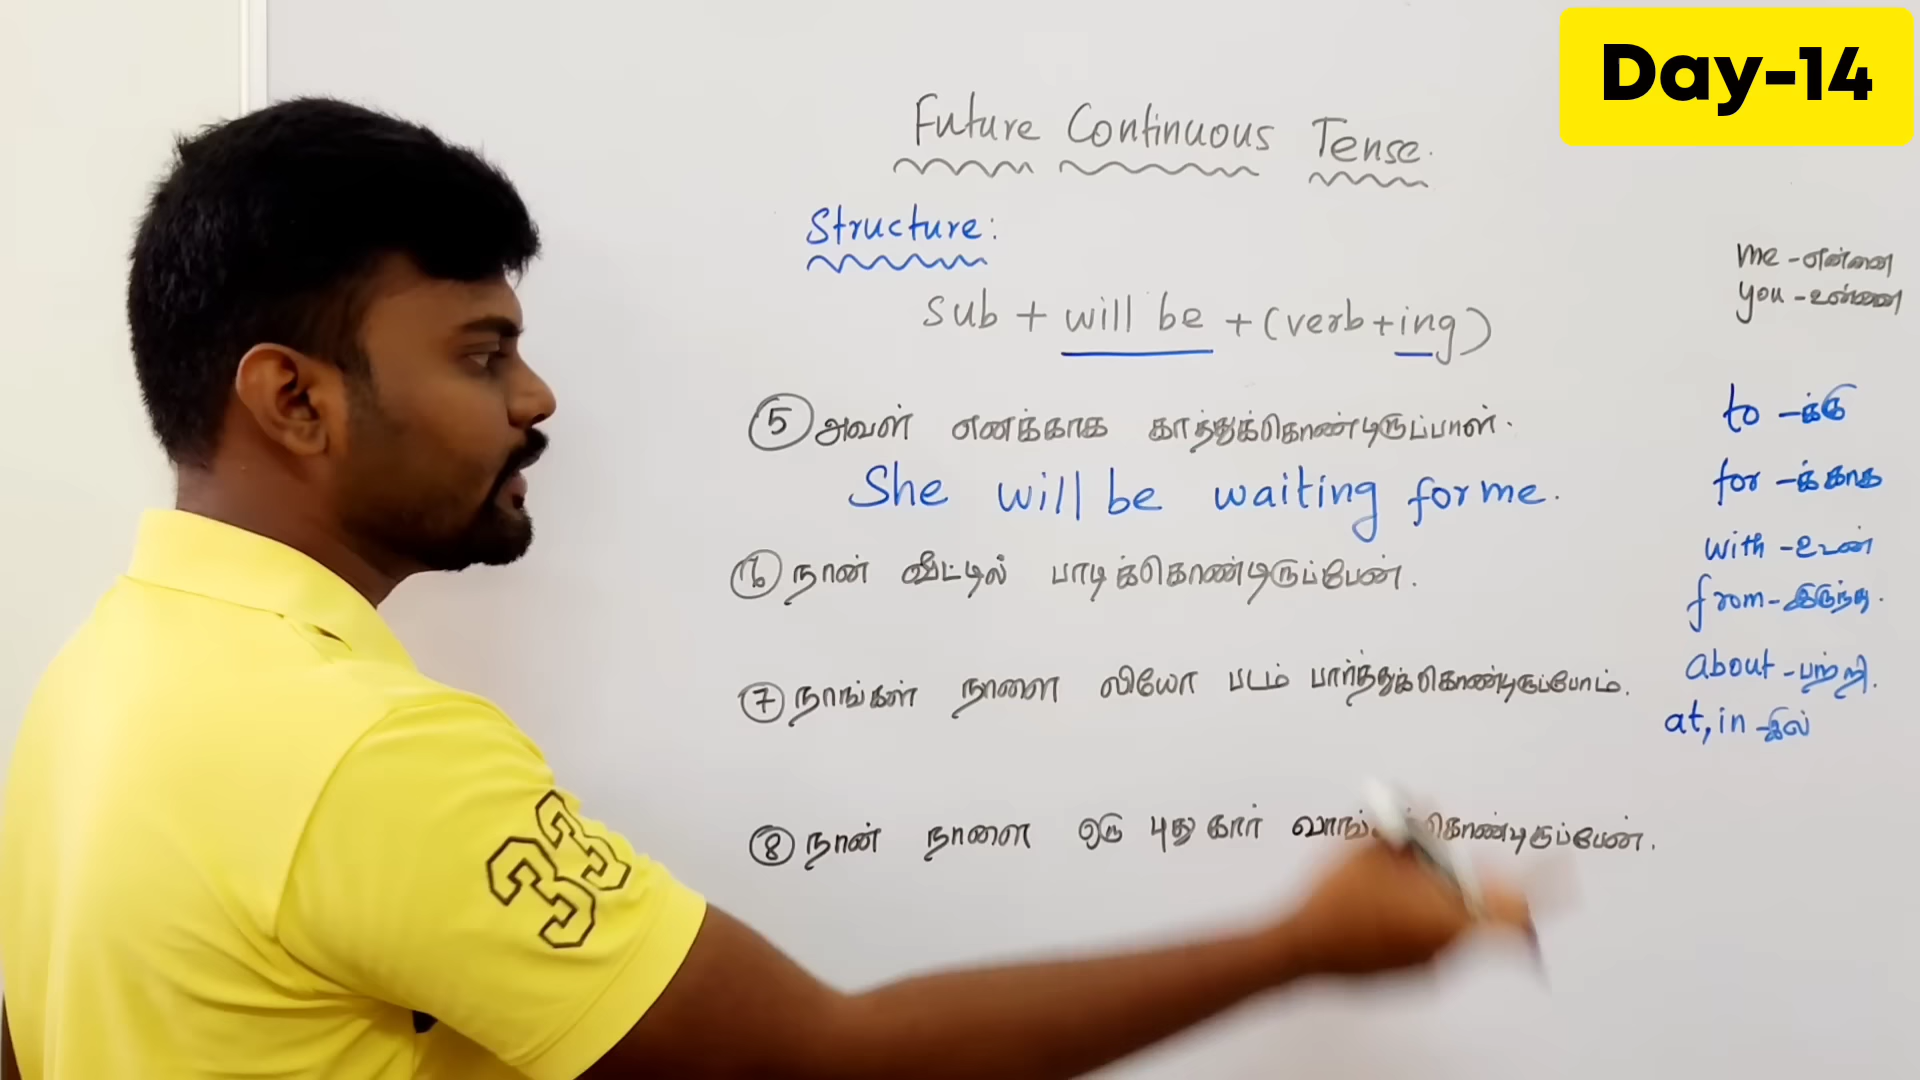 Day-14
Future Continuous Tense.
Structure:
sub + will be + (verb+ing)
me - என்னை
you - உன்னை
⑤ அவள் எனக்காக காத்துக்கொண்டிருப்பாள்.
She will be waiting for me.
⑥ நான் வீட்டில் பாடிக்கொண்டிருப்பேன்.
⑦ நாங்கள் நாளை லியோ படம் பார்த்துக்கொண்டிருப்போம்.
⑧ நான் நாளை ஒரு புது கார்
to - க்கு
for - க்காக
with - உடன்
from - இருந்து.
about - பற்றி.
at, in - இல்
33